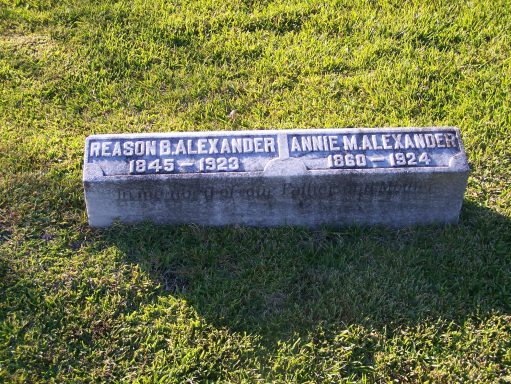 REASON B. ALEXANDER
1845 — 1923
ANNIE M. ALEXANDER
1860 — 1924
In memory of our Father and Mother